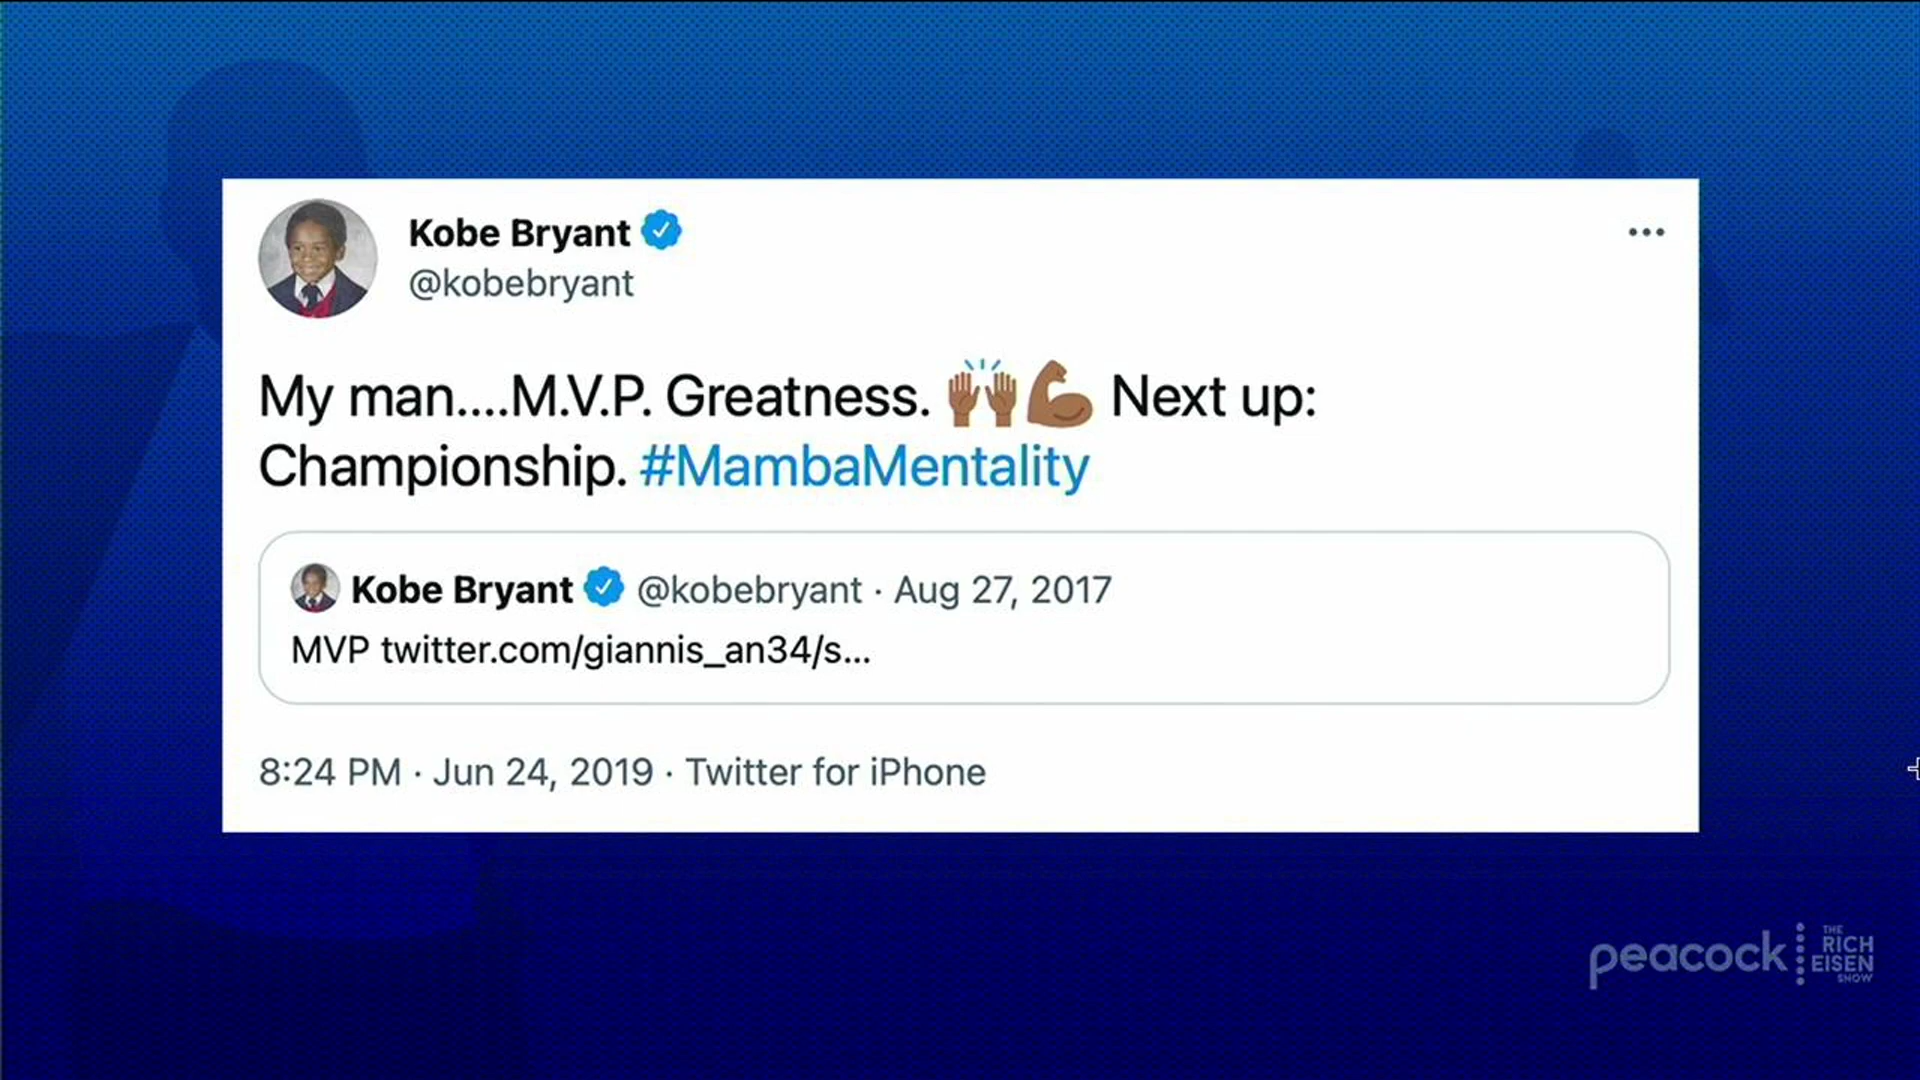 Kobe Bryant
@kobebryant
My man....M.V.P. Greatness. 🙌🏾💪🏾 Next up:
Championship. #MambaMentality
Kobe Bryant @kobebryant · Aug 27, 2017
MVP twitter.com/giannis_an34/s...
8:24 PM · Jun 24, 2019 · Twitter for iPhone
peacock
THE
RICH
EISEN
SHOW